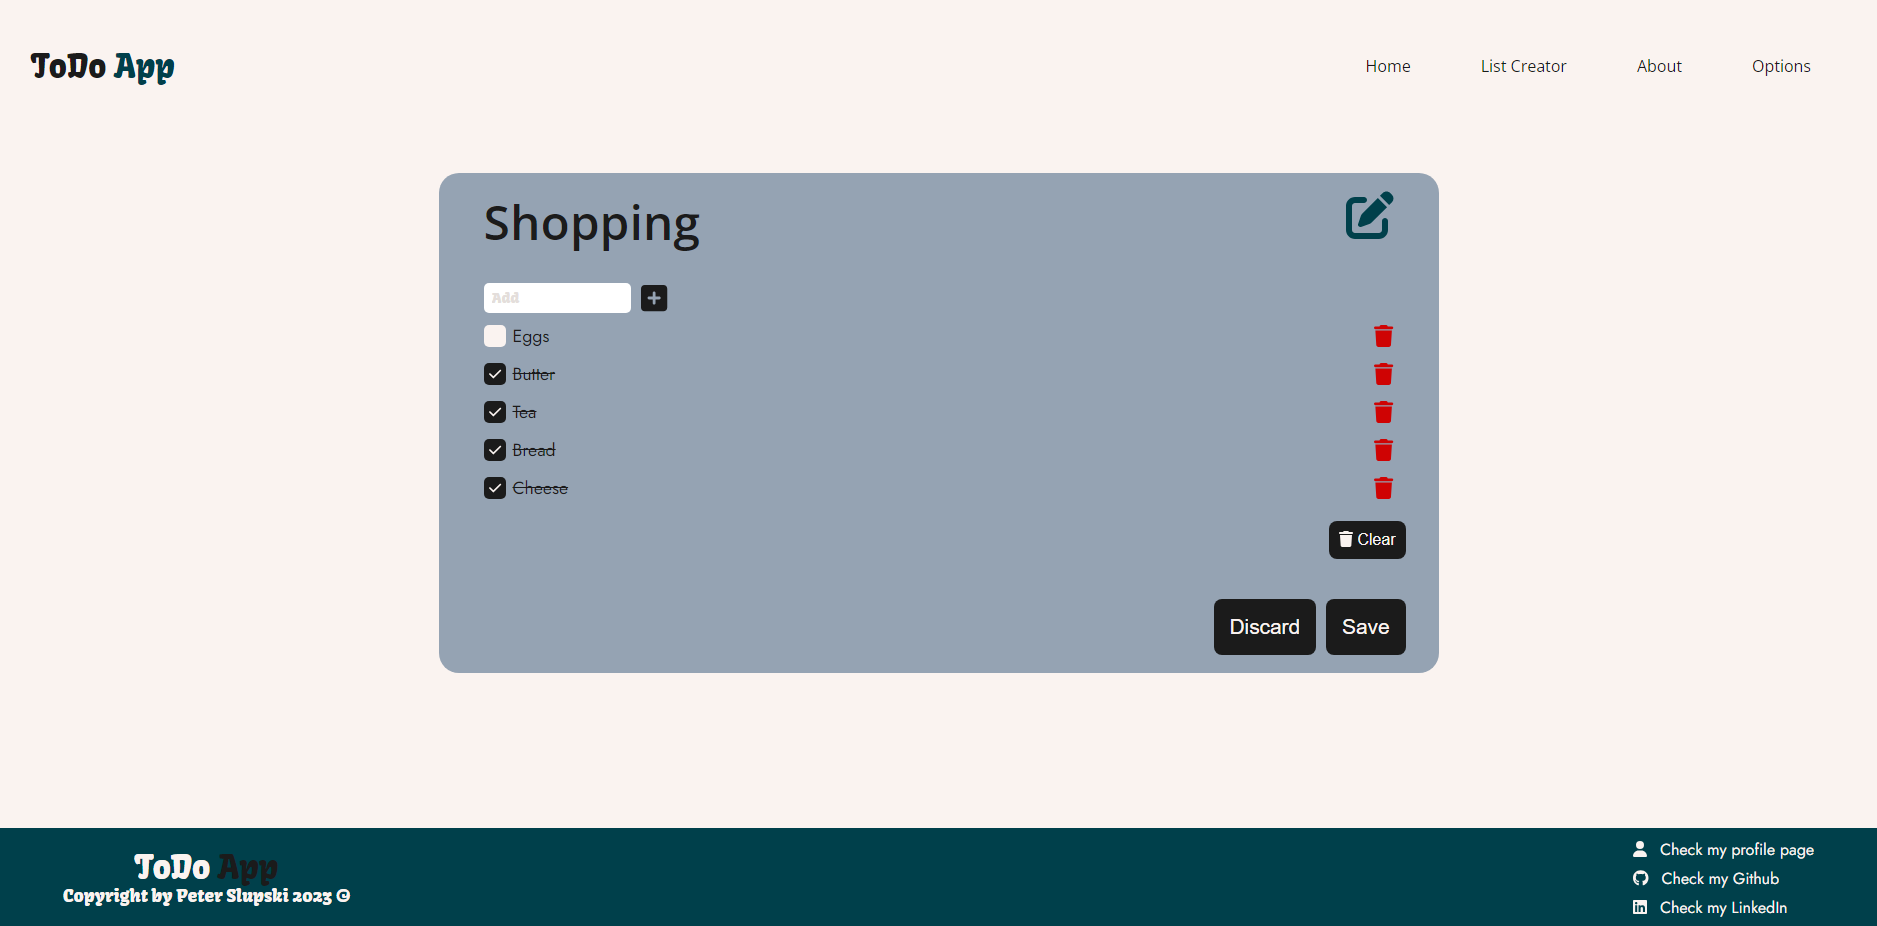 ToDo App
Home
List Creator
About
Options
Shopping
Add
Eggs
Butter
Tea
Bread
Cheese
Clear
Discard
Save
ToDo App
Copyright by Peter Slupski 2023 ©
Check my profile page
Check my Github
Check my LinkedIn